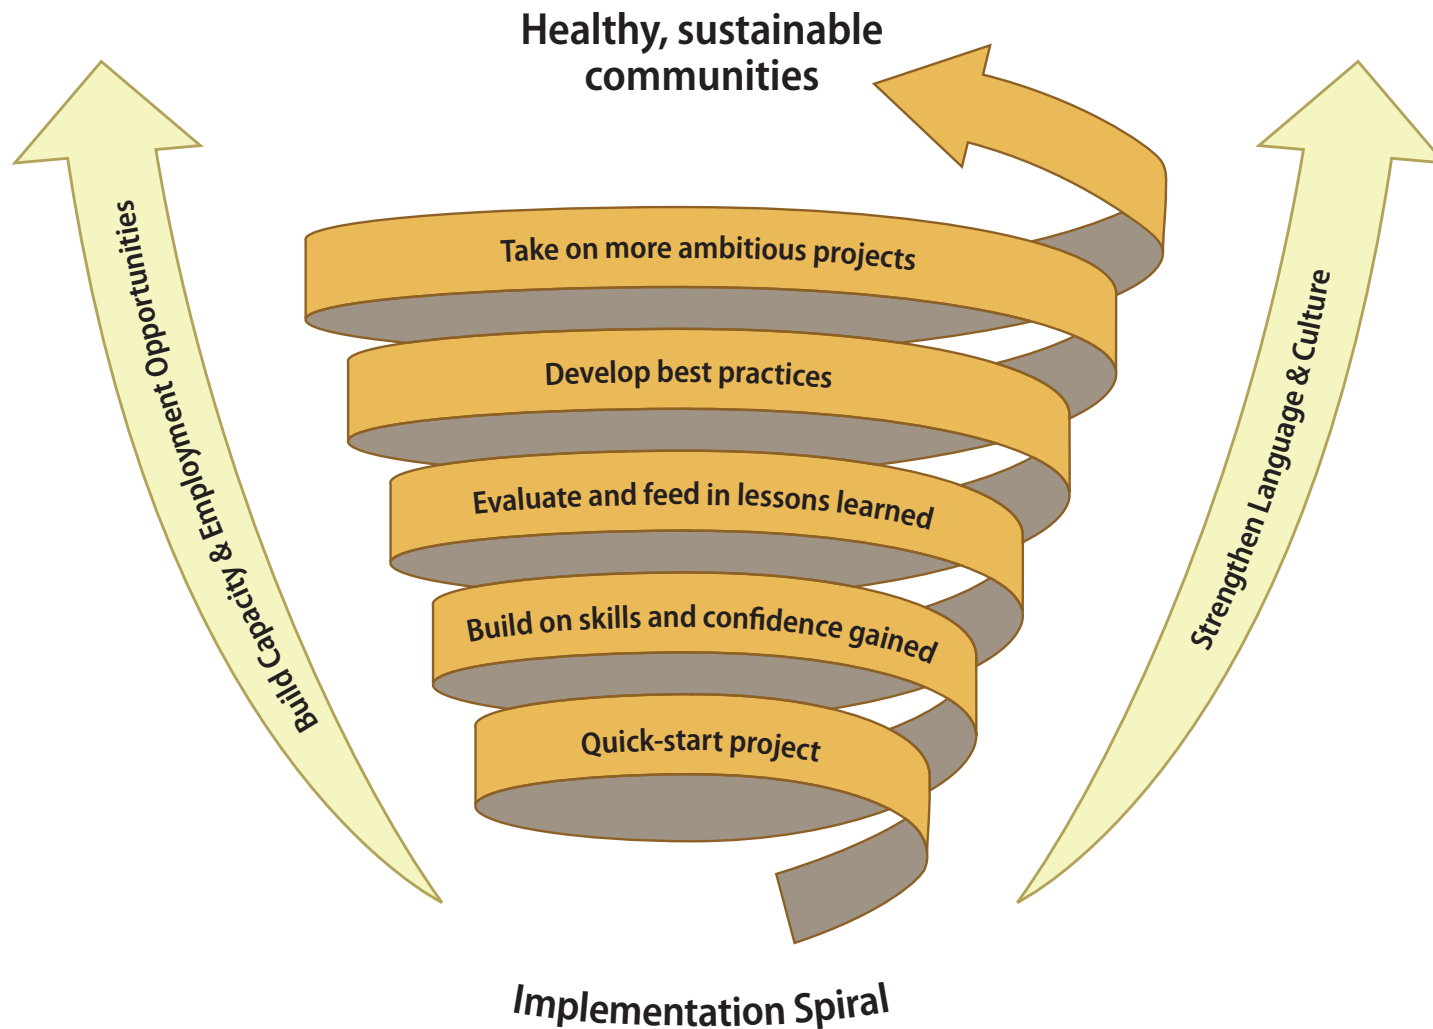 Healthy, sustainable
communities
Take on more ambitious projects
Develop best practices
Evaluate and feed in lessons learned
Build on skills and confidence gained
Quick-start project
Build Capacity & Employment Opportunities
Strengthen Language & Culture
Implementation Spiral